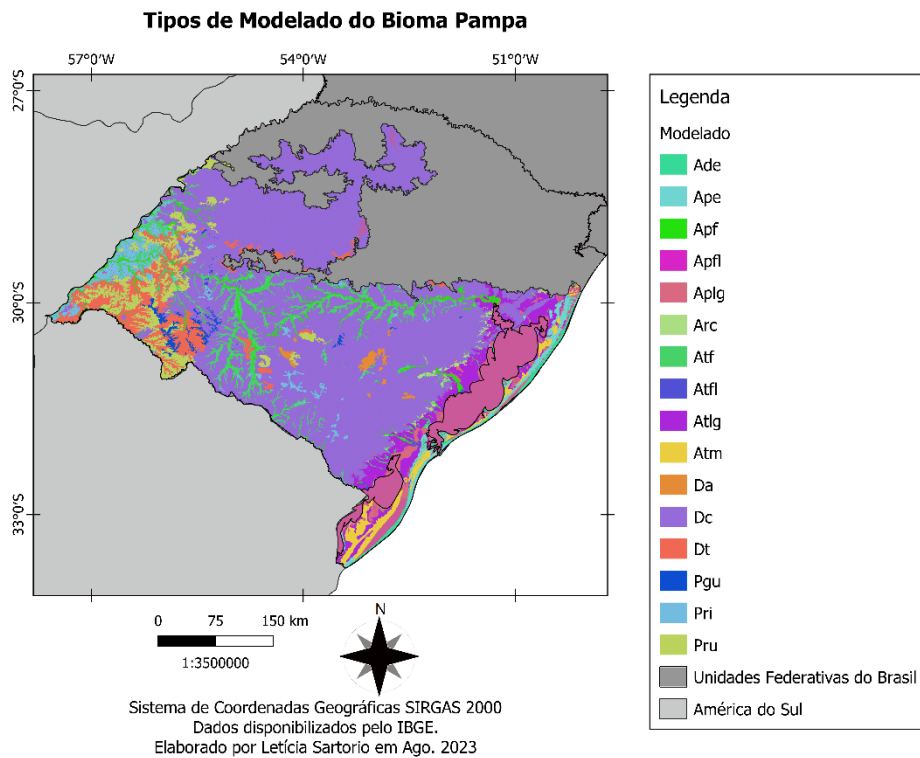 Tipos de Modelado do Bioma Pampa
57°0'W
54°0'W
51°0'W
27°0'S
30°0'S
33°0'S
Legenda
Modelado
Ade
Ape
Apf
Apfl
Aplg
Arc
Atf
Atfl
Atlg
Atm
Da
Dc
Dt
Pgu
Pri
Pru
Unidades Federativas do Brasil
América do Sul
0 75 150 km
1:3500000
N
Sistema de Coordenadas Geográficas SIRGAS 2000
Dados disponibilizados pelo IBGE.
Elaborado por Letícia Sartorio em Ago. 2023